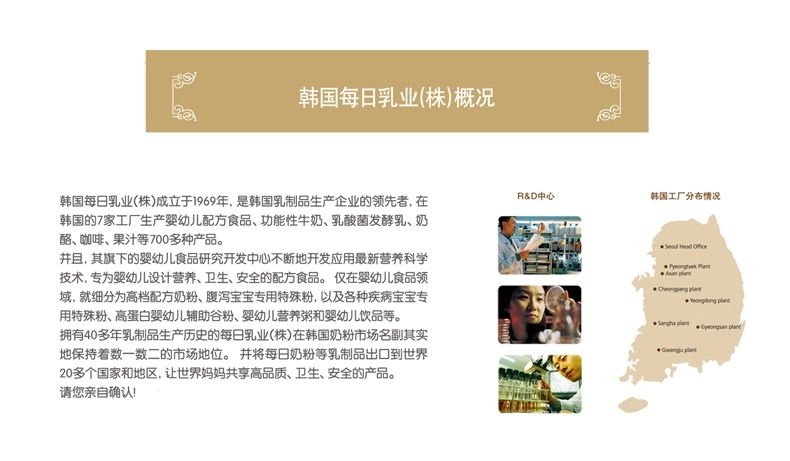 韩国每日乳业(株)概况
韩国每日乳业(株)成立于1969年, 是韩国乳制品生产企业的领先者, 在
韩国的7家工厂生产婴幼儿配方食品、功能性牛奶、乳酸菌发酵乳、奶
酪、咖啡、果汁等700多种产品。
并且, 其旗下的婴幼儿食品研究开发中心不断地开发应用最新营养科学
技术, 专为婴幼儿设计营养、卫生、安全的配方食品。 仅在婴幼儿食品领
域, 就细分为高档配方奶粉、腹泻宝宝专用特殊粉, 以及各种疾病宝宝专
用特殊粉、高蛋白婴幼儿辅助谷粉、婴幼儿营养粥和婴幼儿饮品等。
拥有40多年乳制品生产历史的每日乳业(株)在韩国奶粉市场名副其实
地保持着数一数二的市场地位。 并将每日奶粉等乳制品出口到世界
20多个国家和地区, 让世界妈妈共享高品质、卫生、安全的产品。
请您亲自确认!
R&D中心
韩国工厂分布情况
Seoul Head Office
Pyeongtaek Plant
Asan plant
Cheongyang plant
Yeongdong plant
Sangha plant
Gyeongsan plant
Gwangju plant